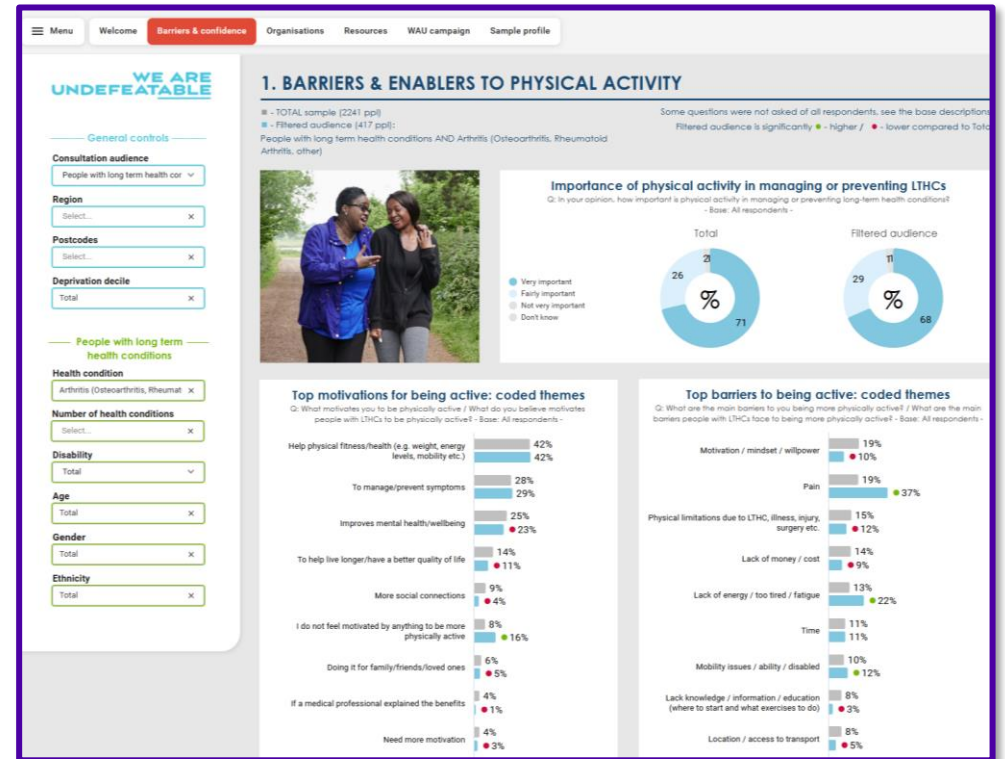 Menu
Welcome
Barriers & confidence
Organisations
Resources
WAU campaign
Sample profile
WE ARE
UNDEFEATABLE
General controls
Consultation audience
People with long term health cor
Region
Select...
Postcodes
Select...
Deprivation decile
Total
People with long term
health conditions
Health condition
Arthritis (Osteoarthritis, Rheumat
Number of health conditions
Select...
Disability
Total
Age
Total
Gender
Total
Ethnicity
Total
1. BARRIERS & ENABLERS TO PHYSICAL ACTIVITY
- TOTAL sample (2241 ppl)
- Filtered audience (417 ppl):
People with long term health conditions AND Arthritis (Osteoarthritis, Rheumatoid
Arthritis, other)
Some questions were not asked of all respondents, see the base descriptions
Filtered audience is significantly ● - higher / ● - lower compared to Tota
Importance of physical activity in managing or preventing LTHCs
Q: In your opinion, how important is physical activity in managing or preventing long-term health conditions?
- Base: All respondents -
Very important
Fairly important
Not very important
Don't know
Total
2
26
%
71
Filtered audience
11
29
%
68
Top motivations for being active: coded themes
Q: What motivates you to be physically active / What do you believe motivates
people with LTHCs to be physically active? - Base: All respondents -
Help physical fitness/health (e.g. weight, energy
levels, mobility etc.)
42%
42%
To manage/prevent symptoms
28%
29%
Improves mental health/wellbeing
25%
23%
To help live longer/have a better quality of life
14%
11%
More social connections
9%
4%
I do not feel motivated by anything to be more
physically active
8%
16%
Doing it for family/friends/loved ones
6%
5%
If a medical professional explained the benefits
4%
1%
Need more motivation
4%
3%
Top barriers to being active: coded themes
Q: What are the main barriers to you being more physically active? / What are the main
barriers people with LTHCs face to being more physically active? - Base: All respondents -
Motivation / mindset / willpower
19%
10%
Pain
19%
37%
Physical limitations due to LTHC, illness, injury,
surgery etc.
15%
12%
Lack of money / cost
14%
9%
Lack of energy / too tired / fatigue
13%
22%
Time
11%
11%
Mobility issues / ability / disabled
10%
12%
Lack knowledge / information / education
(where to start and what exercises to do)
8%
3%
Location / access to transport
8%
5%